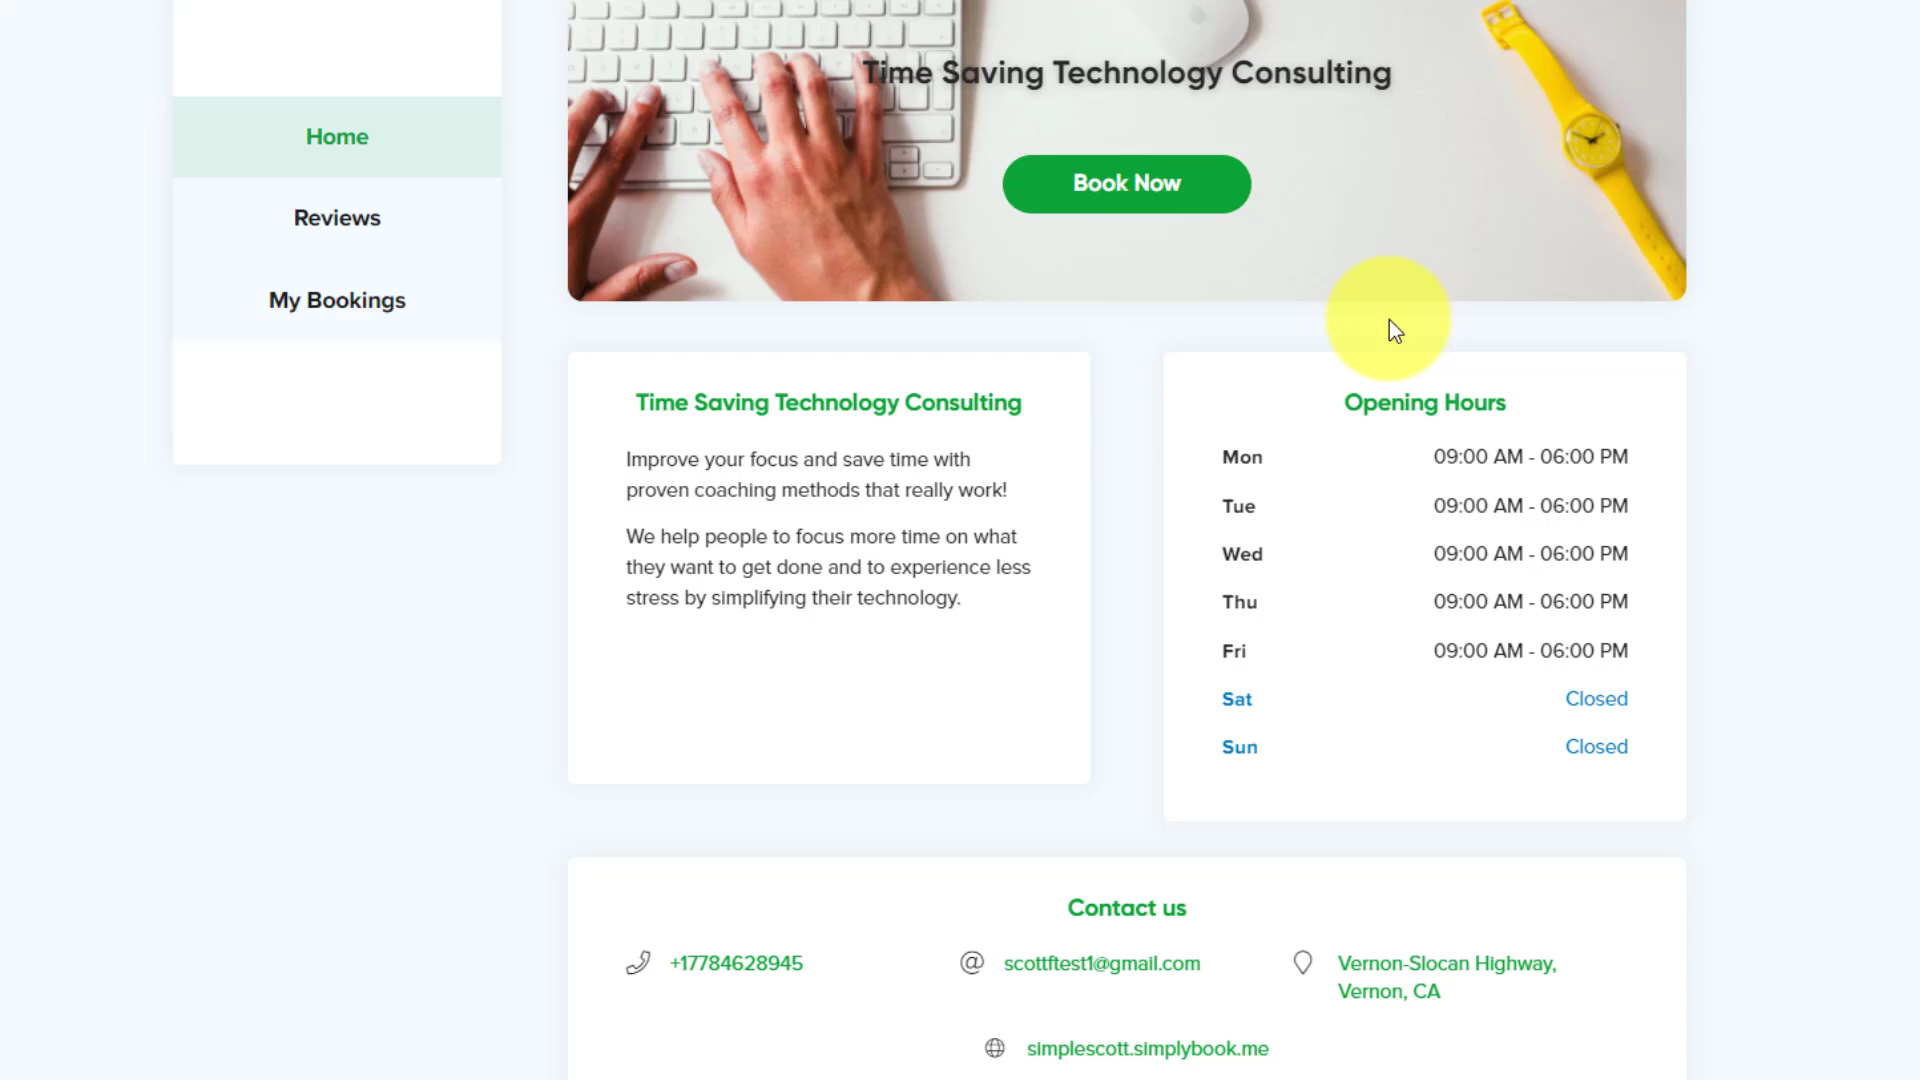 Time Saving Technology Consulting
Book Now
Home
Reviews
My Bookings
Time Saving Technology Consulting
Improve your focus and save time with
proven coaching methods that really work!
We help people to focus more time on what
they want to get done and to experience less
stress by simplifying their technology.
Opening Hours
Mon 09:00 AM - 06:00 PM
Tue 09:00 AM - 06:00 PM
Wed 09:00 AM - 06:00 PM
Thu 09:00 AM - 06:00 PM
Fri 09:00 AM - 06:00 PM
Sat Closed
Sun Closed
Contact us
+17784628945
scottftest1@gmail.com
Vernon-Slocan Highway,
Vernon, CA
simplescott.simplybook.me